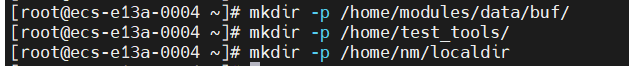 [root@ecs-e13a-0004 ~]# mkdir -p /home/modules/data/buf/
[root@ecs-e13a-0004 ~]# mkdir -p /home/test_tools/
[root@ecs-e13a-0004 ~]# mkdir -p /home/nm/localdir